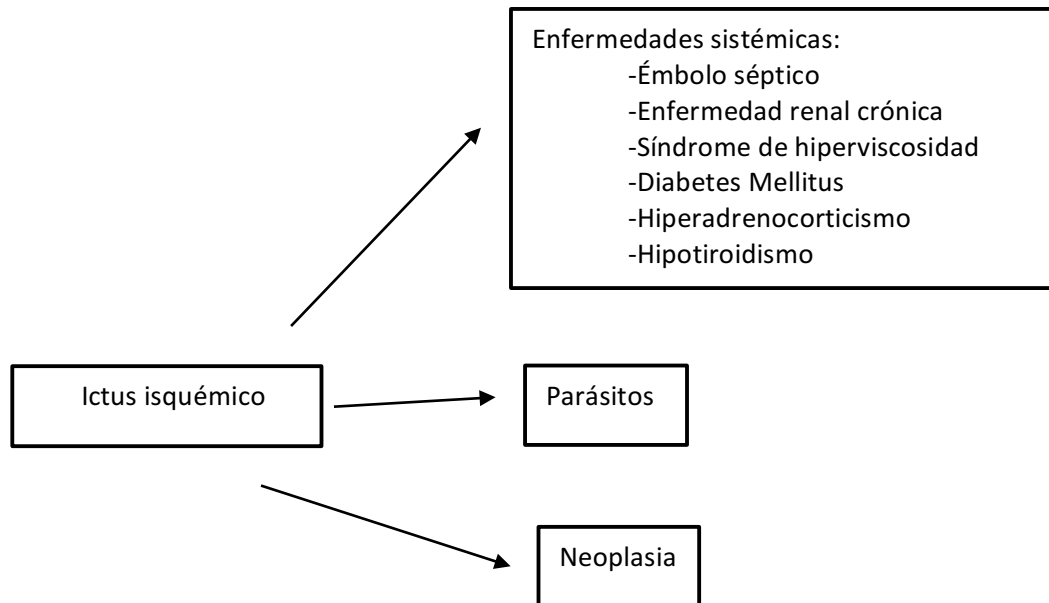 Enfermedades sistémicas:
-Émbolo séptico
-Enfermedad renal crónica
-Síndrome de hiperviscosidad
-Diabetes Mellitus
-Hiperadrenocorticismo
-Hipotiroidismo
Ictus isquémico
Parásitos
Neoplasia